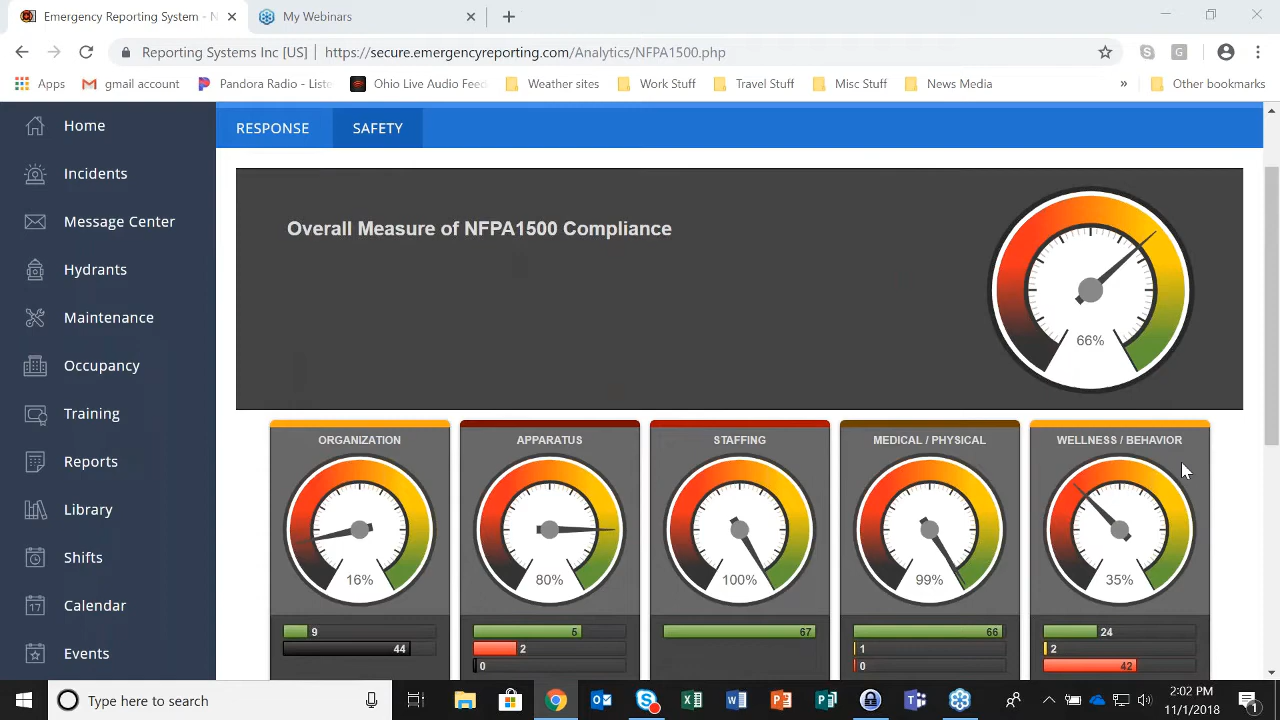 Emergency Reporting System - N
My Webinars
Reporting Systems Inc [US] | https://secure.emergencyreporting.com/Analytics/NFPA1500.php
G
Apps
gmail account
Pandora Radio - Liste
Ohio Live Audio Feed
Weather sites
Work Stuff
Travel Stuff
Misc Stuff
News Media
»
Other bookmarks
Home
Incidents
Message Center
Hydrants
Maintenance
Occupancy
Training
Reports
Library
Shifts
17
Calendar
Events
RESPONSE
SAFETY
Overall Measure of NFPA1500 Compliance
66%
ORGANIZATION
16%
9
44
APPARATUS
80%
5
2
0
STAFFING
100%
67
MEDICAL / PHYSICAL
99%
66
1
0
WELLNESS / BEHAVIOR
35%
24
2
42
Type here to search
2:02 PM
11/1/2018
1